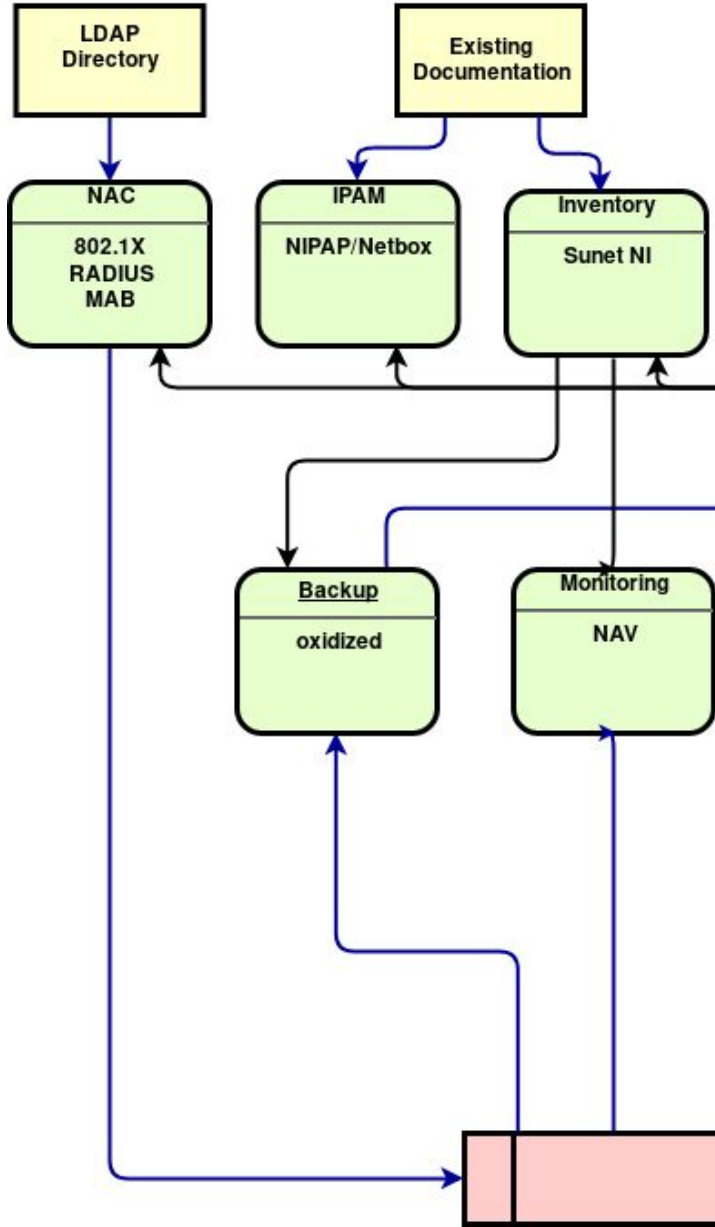 LDAP
Directory
Existing
Documentation
NAC
802.1X
RADIUS
MAB
IPAM
NIPAP/Netbox
Inventory
Sunet NI
Backup
oxidized
Monitoring
NAV